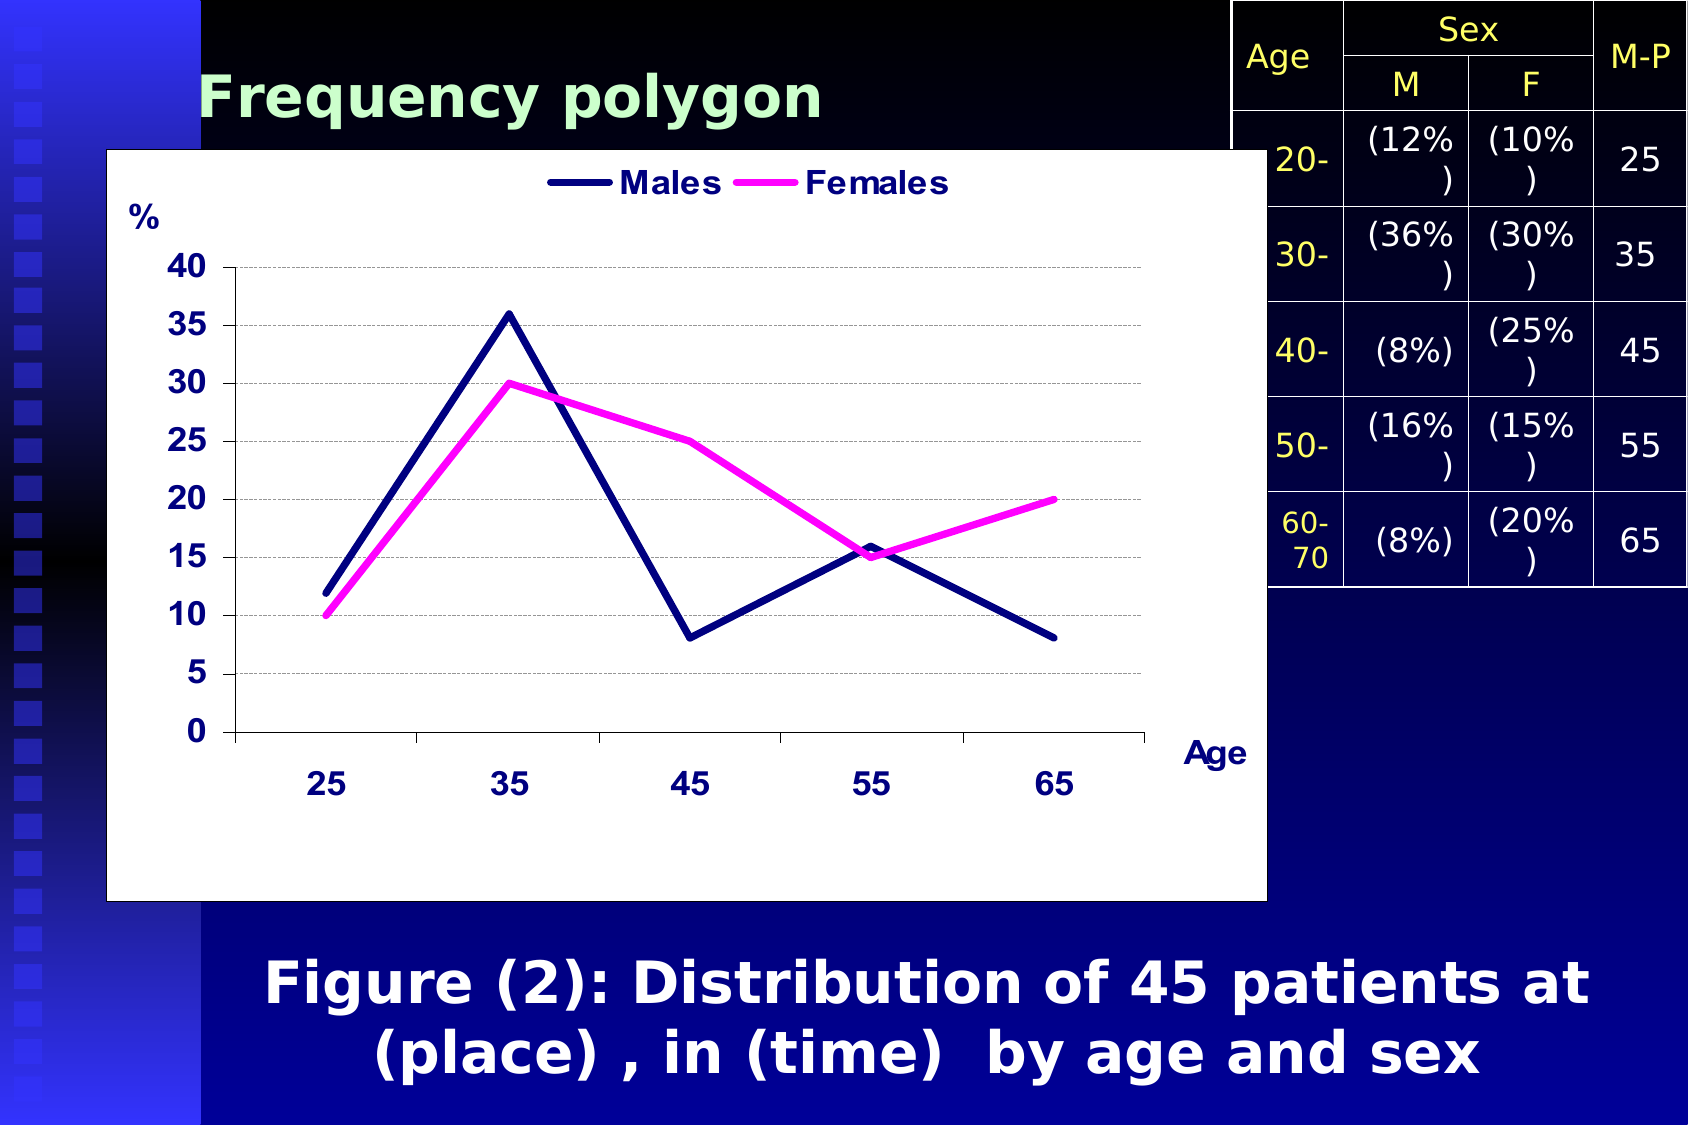 Frequency polygon
Age Sex M-P
M F
20- (12%) (10%) 25
30- (36%) (30%) 35
40- (8%) (25%) 45
50- (16%) (15%) 55
60-70 (8%) (20%) 65
Males Females
%
40
35
30
25
20
15
10
5
0
25 35 45 55 65
Age
Figure (2): Distribution of 45 patients at
(place) , in (time) by age and sex